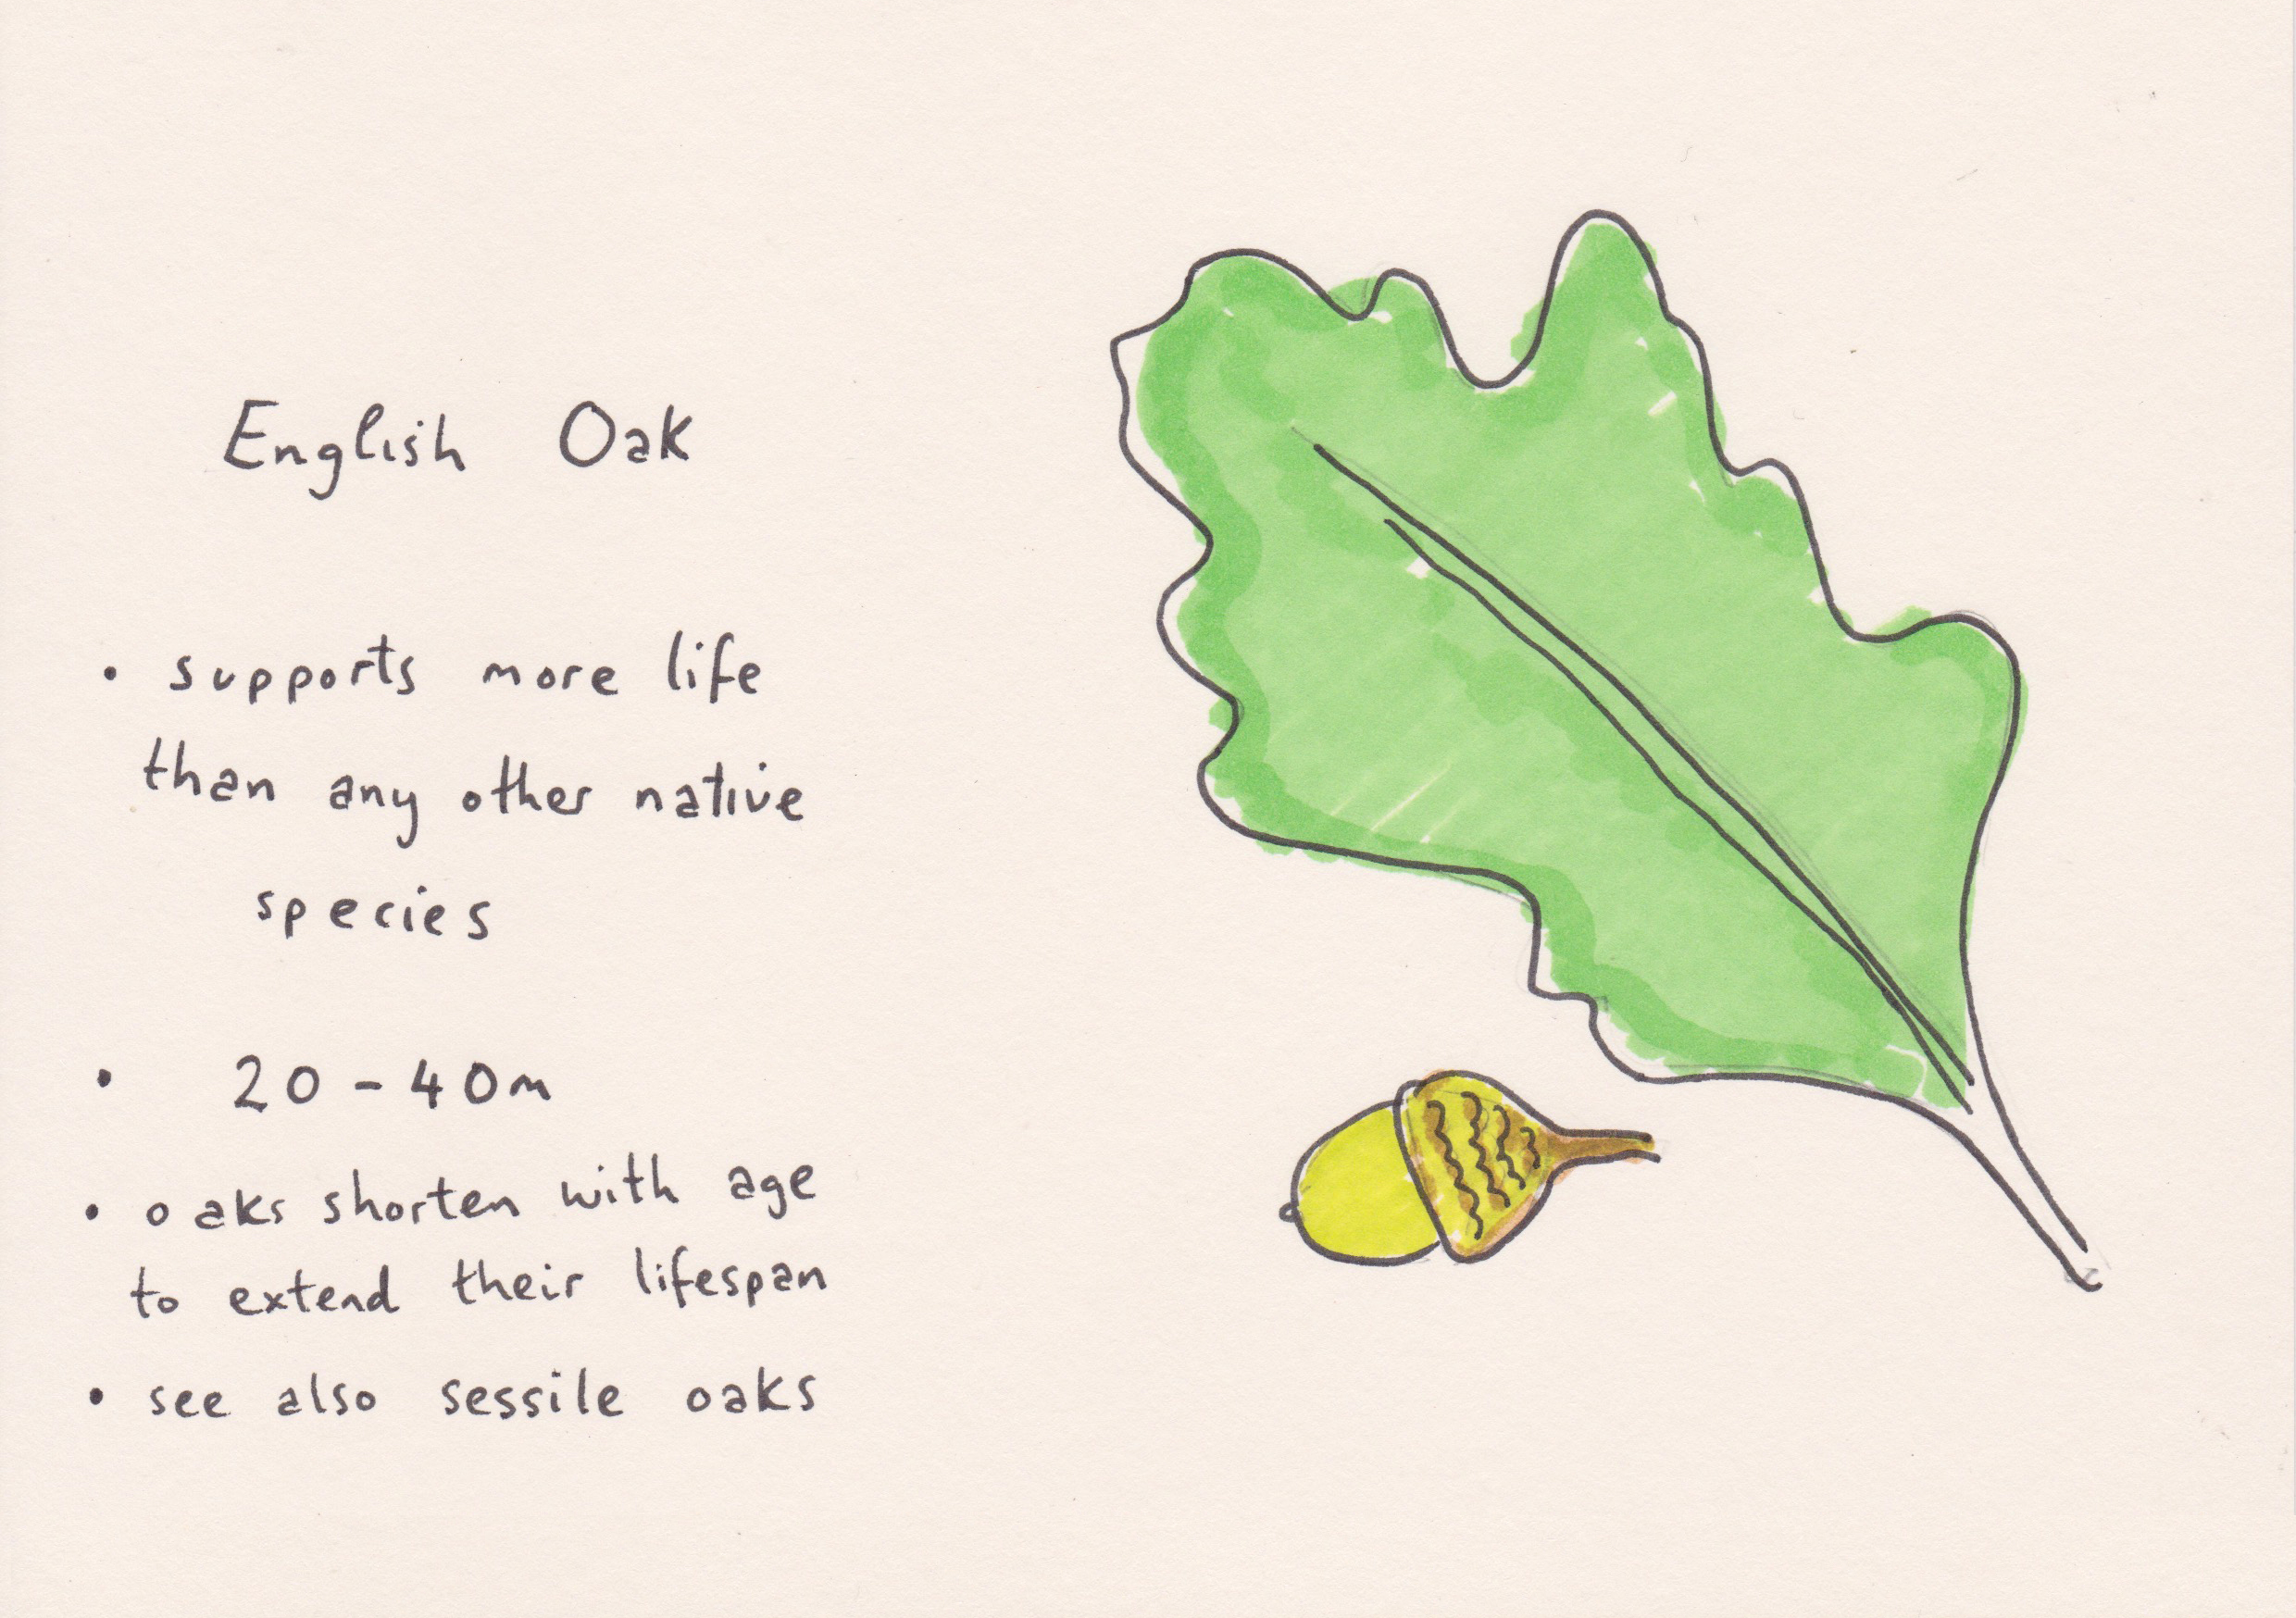 English Oak
• supports more life
than any other native
species
• 20-40m
• oaks shorten with age
to extend their lifespan
• see also sessile oaks